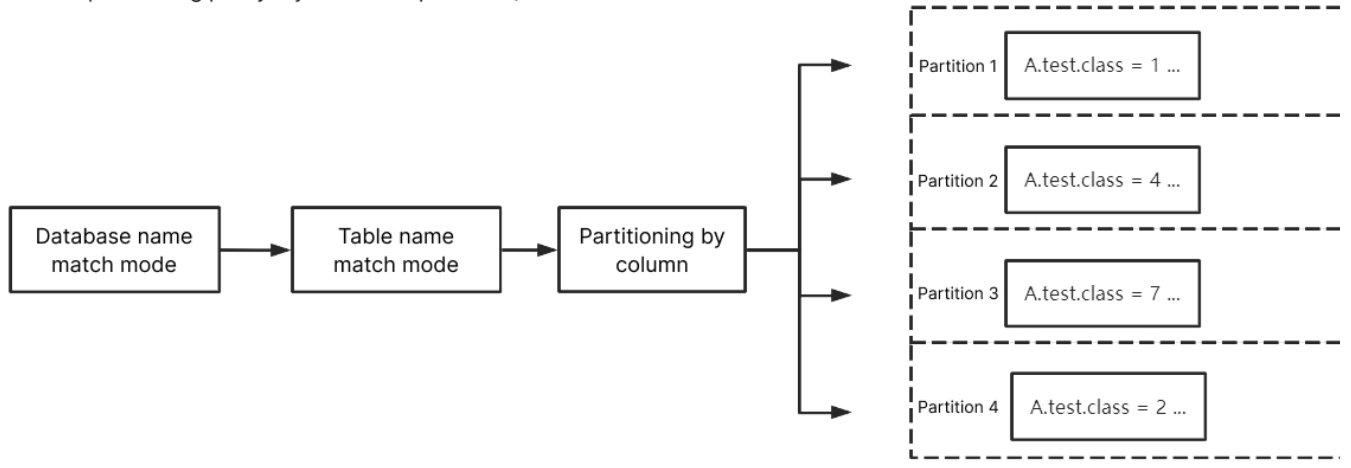 Database name
match mode
Table name
match mode
Partitioning by
column
Partition 1
A.test.class = 1 ...
Partition 2
A.test.class = 4 ...
Partition 3
A.test.class = 7 ...
Partition 4
A.test.class = 2 ...